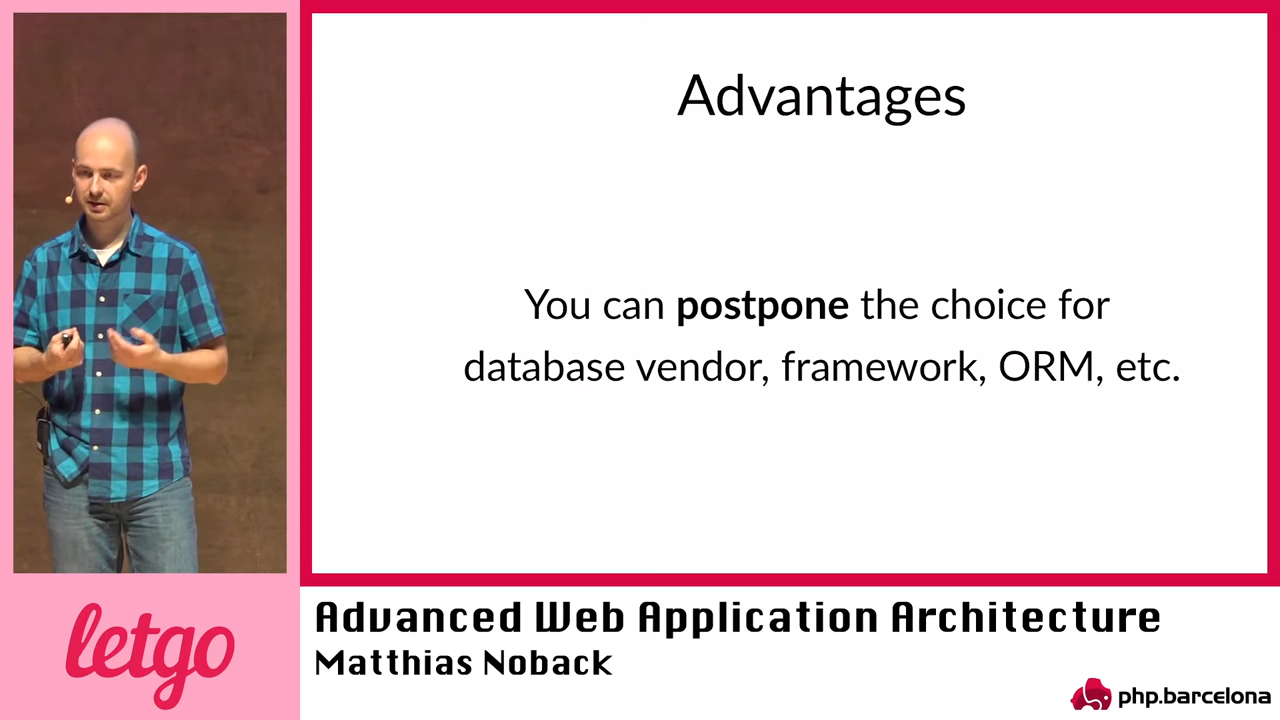 Advantages
You can postpone the choice for
database vendor, framework, ORM, etc.
letgo
Advanced Web Application Architecture
Matthias Noback
php.barcelona